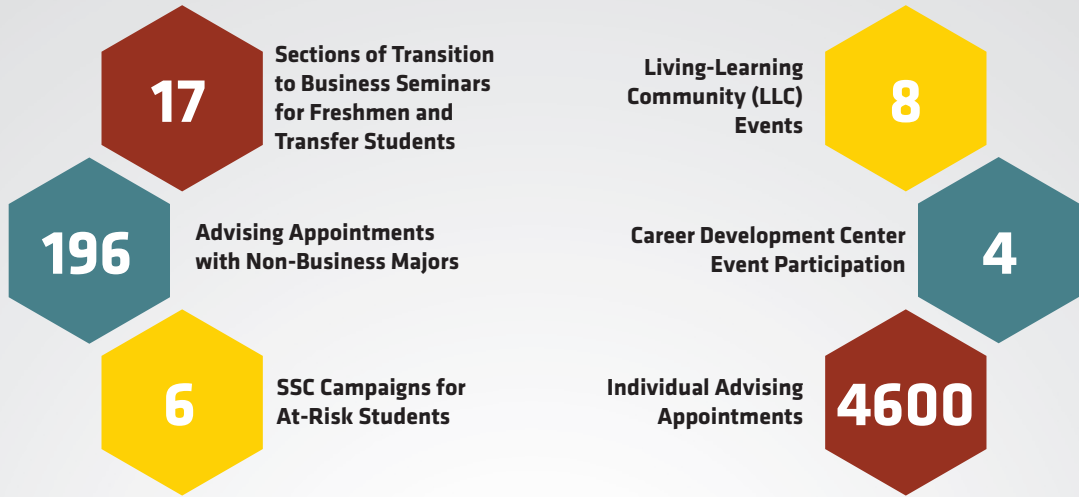 17
Sections of Transition
to Business Seminars
for Freshmen and
Transfer Students
196
Advising Appointments
with Non-Business Majors
6
SSC Campaigns for
At-Risk Students
Living-Learning
Community (LLC)
Events
8
Career Development Center
Event Participation
4
Individual Advising
Appointments
4600